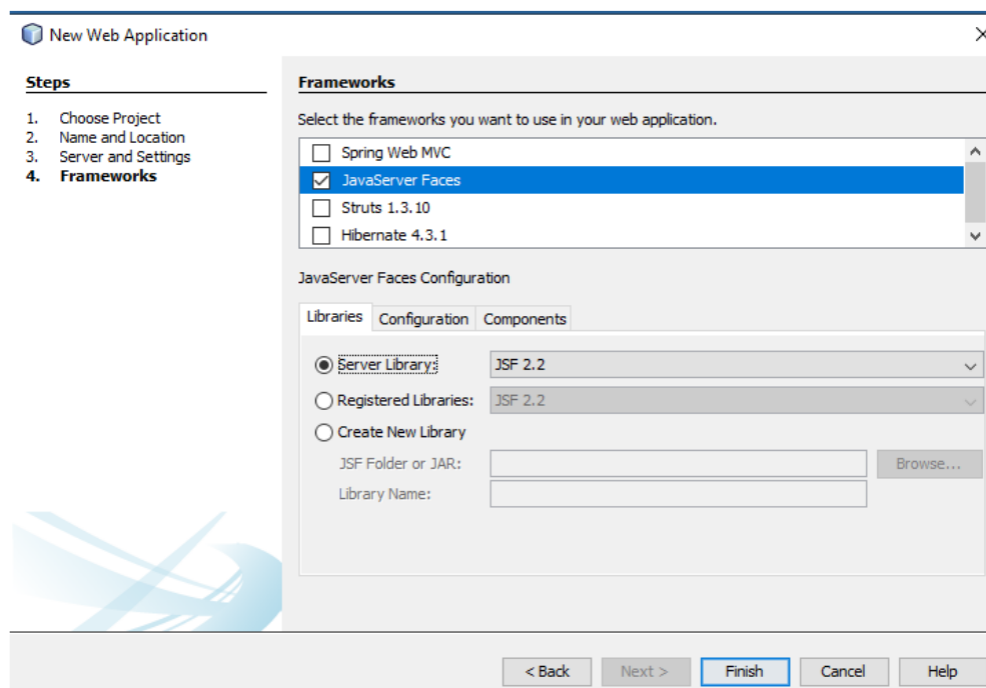 New Web Application
Steps
1. Choose Project
2. Name and Location
3. Server and Settings
4. Frameworks
Frameworks
Select the frameworks you want to use in your web application.
Spring Web MVC
JavaServer Faces
Struts 1.3.10
Hibernate 4.3.1
JavaServer Faces Configuration
Libraries Configuration Components
Server Library: JSF 2.2
Registered Libraries: JSF 2.2
Create New Library
JSF Folder or JAR: Browse...
Library Name:
< Back Next > Finish Cancel Help